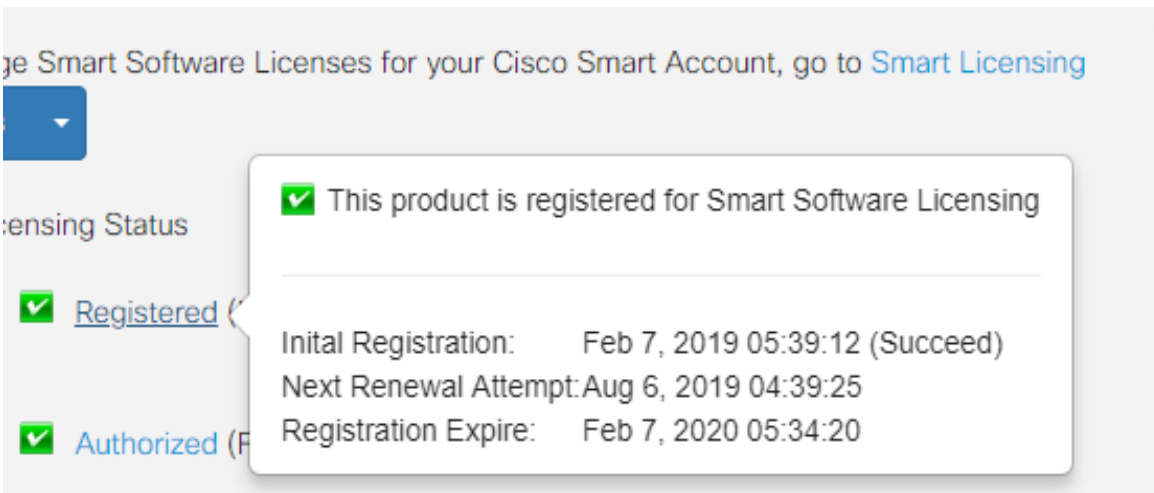 ge Smart Software Licenses for your Cisco Smart Account, go to Smart Licensing
This product is registered for Smart Software Licensing
ensing Status
Registered (
Inital Registration: Feb 7, 2019 05:39:12 (Succeed)
Next Renewal Attempt: Aug 6, 2019 04:39:25
Registration Expire: Feb 7, 2020 05:34:20
Authorized (